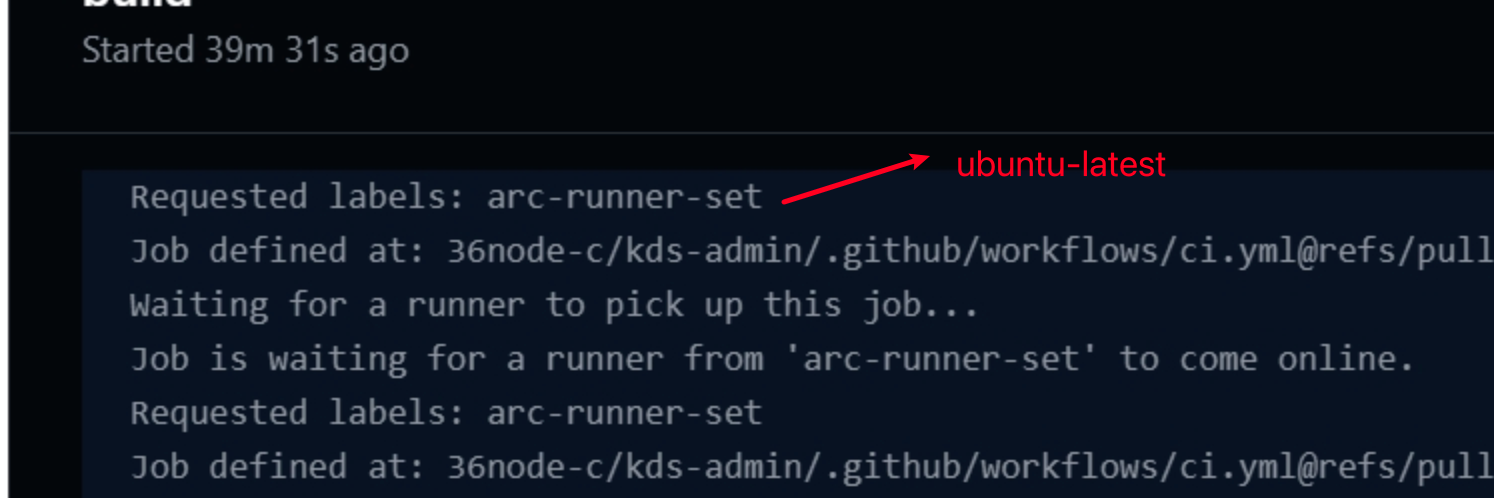 build
Started 39m 31s ago
ubuntu-latest
Requested labels: arc-runner-set
Job defined at: 36node-c/kds-admin/.github/workflows/ci.yml@refs/pull
Waiting for a runner to pick up this job...
Job is waiting for a runner from 'arc-runner-set' to come online.
Requested labels: arc-runner-set
Job defined at: 36node-c/kds-admin/.github/workflows/ci.yml@refs/pull